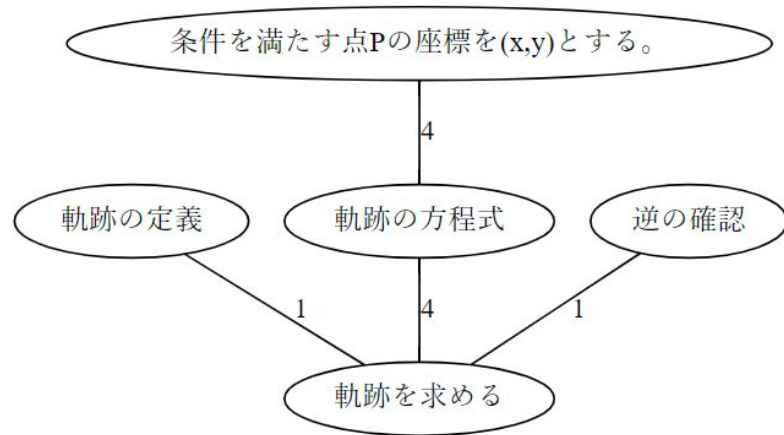 条件を満たす点Pの座標を(x,y)とする。
4
軌跡の定義
軌跡の方程式
逆の確認
1
4
1
軌跡を求める